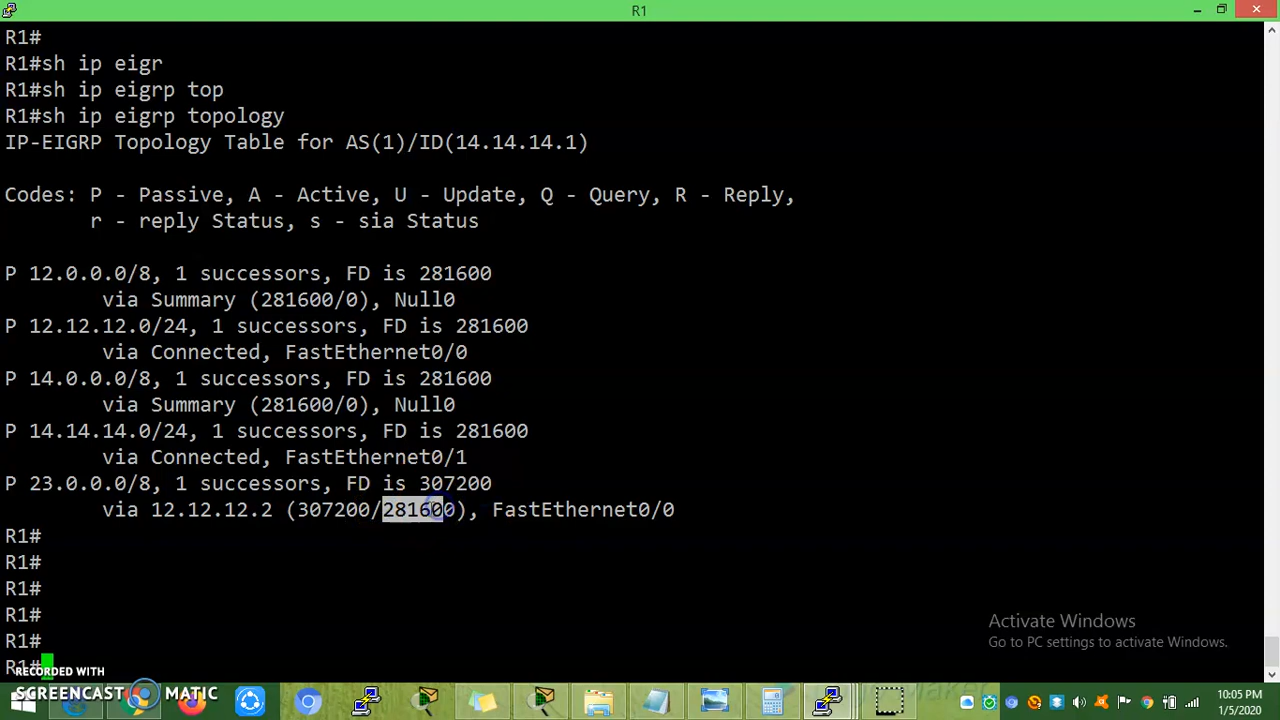 R1
R1#
R1#sh ip eigr
R1#sh ip eigrp top
R1#sh ip eigrp topology
IP-EIGRP Topology Table for AS(1)/ID(14.14.14.1)
Codes: P - Passive, A - Active, U - Update, Q - Query, R - Reply,
r - reply Status, s - sia Status
P 12.0.0.0/8, 1 successors, FD is 281600
via Summary (281600/0), Null0
P 12.12.12.0/24, 1 successors, FD is 281600
via Connected, FastEthernet0/0
P 14.0.0.0/8, 1 successors, FD is 281600
via Summary (281600/0), Null0
P 14.14.14.0/24, 1 successors, FD is 281600
via Connected, FastEthernet0/1
P 23.0.0.0/8, 1 successors, FD is 307200
via 12.12.12.2 (307200/281600), FastEthernet0/0
R1#
R1#
R1#
R1#
R1#
R1#
Activate Windows
Go to PC settings to activate Windows.
RECORDED WITH
SCREENCAST MATIC
10:05 PM
1/5/2020